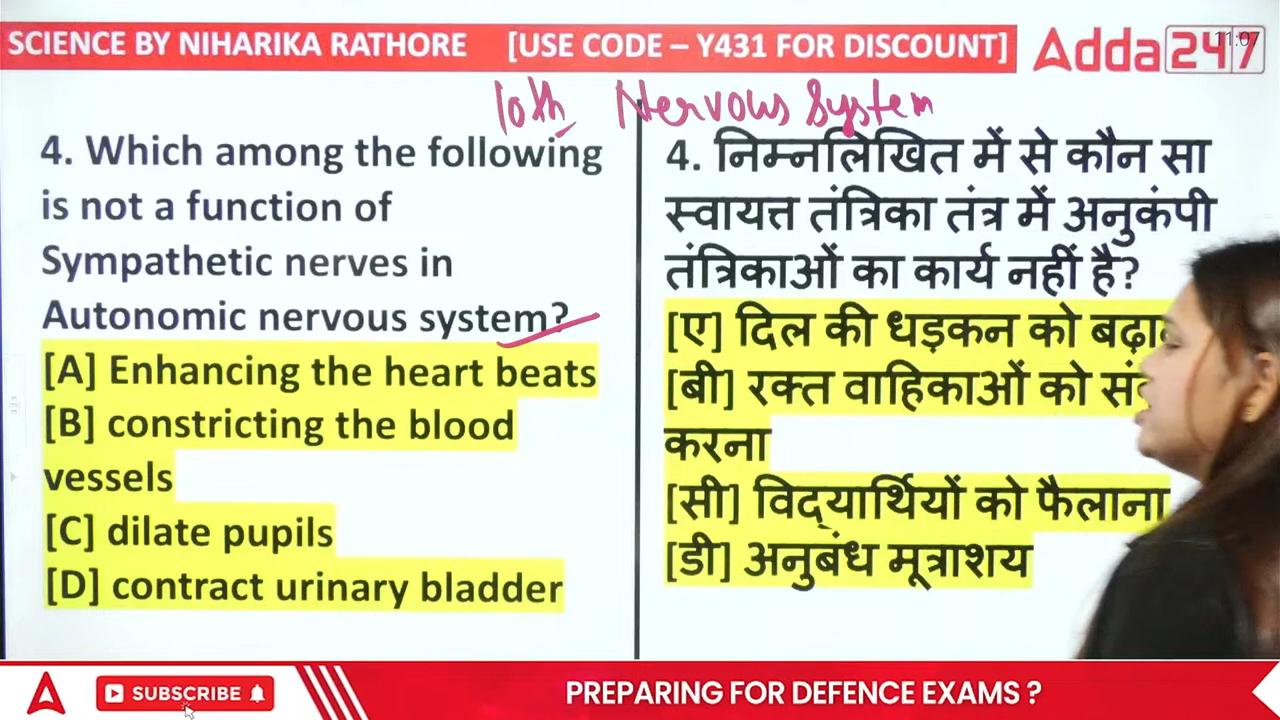 SCIENCE BY NIHARIKA RATHORE [USE CODE – Y431 FOR DISCOUNT]
Adda247
11:07
10th Nervous System
4. Which among the following
is not a function of
Sympathetic nerves in
Autonomic nervous system?
[A] Enhancing the heart beats
[B] constricting the blood
vessels
[C] dilate pupils
[D] contract urinary bladder
4. निम्नलिखित में से कौन सा
स्वायत्त तंत्रिका तंत्र में अनुकंपी
तंत्रिकाओं का कार्य नहीं है?
[ए] दिल की धड़कन को
[बी] रक्त वाहिकाओं को
करना
[सी] विद्यार्थियों को फैलाना
[डी] अनुबंध मूत्राशय
SUBSCRIBE
PREPARING FOR DEFENCE EXAMS ?